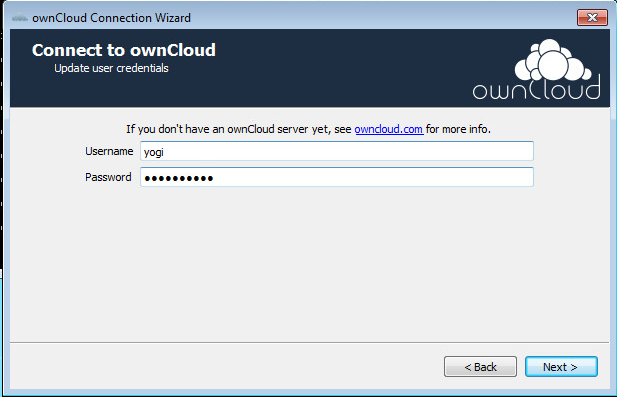 ownCloud Connection Wizard
Connect to ownCloud
Update user credentials
ownCloud
If you don't have an ownCloud server yet, see owncloud.com for more info.
Username yogi
Password ●●●●●●●●●●
< Back Next >